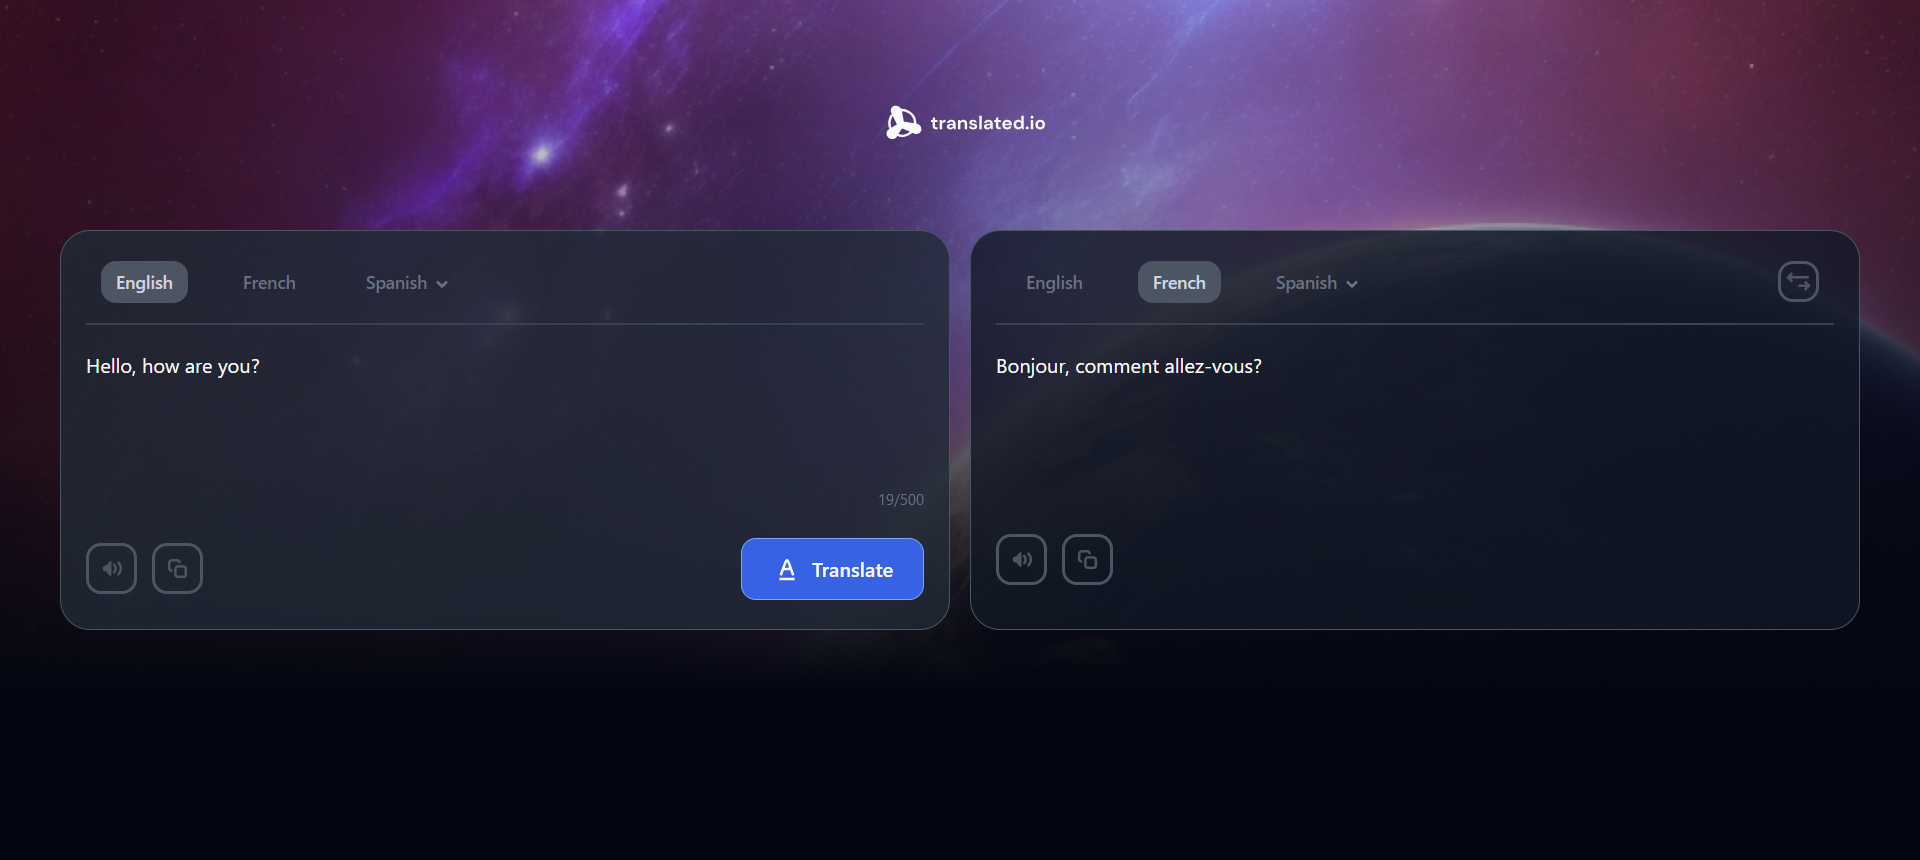 translated.io
English French Spanish
Hello, how are you?
19/500
Translate
English French Spanish
Bonjour, comment allez-vous?